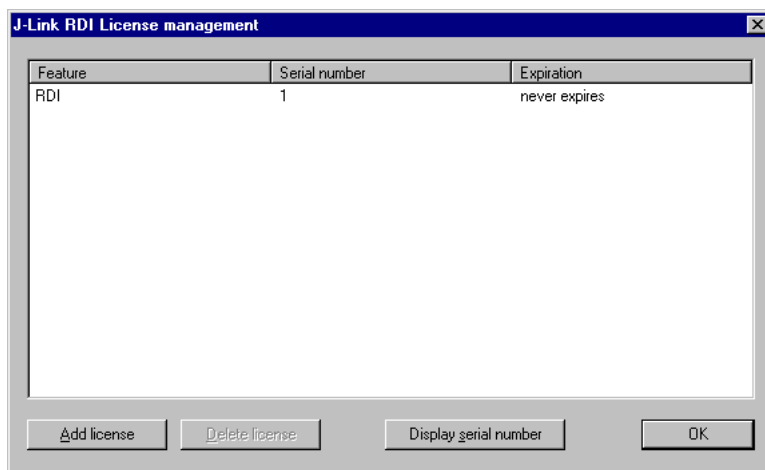 J-Link RDI License management
Feature Serial number Expiration
RDI 1 never expires
Add license Delete license Display serial number OK